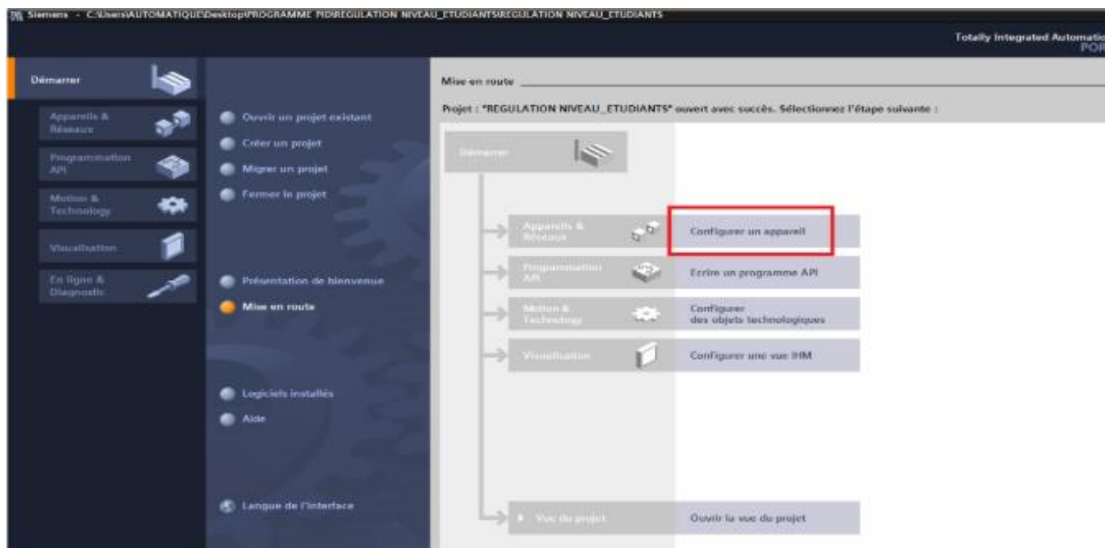 Siemens - C:\Users\AUTOMATIQUE\Desktop\PROGRAMME PID\REGULATION NIVEAU_ETUDIANTS\REGULATION NIVEAU_ETUDIANTS
Totally Integrated Automatio
POR
Démarrer
Appareils &
Réseaux
Programmation
API
Motion &
Technology
Visualisation
En ligne &
Diagnostic
Ouvrir un projet existant
Créer un projet
Migrer un projet
Fermer le projet
Présentation de bienvenue
Mise en route
Logiciels installés
Aide
Langue de l'interface
Mise en route
Projet : "REGULATION NIVEAU_ETUDIANTS" ouvert avec succès. Sélectionnez l'étape suivante :
Démarrer
Appareils &
Réseaux
Configurer un appareil
Programmation
API
Ecrire un programme API
Motion &
Technology
Configurer
des objets technologiques
Visualisation
Configurer une vue IHM
Vue du projet
Ouvrir la vue du projet